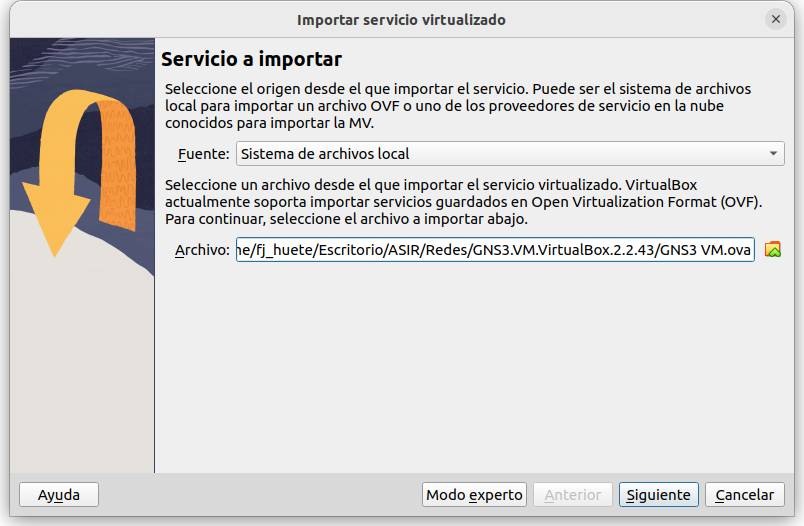 Importar servicio virtualizado
Servicio a importar
Seleccione el origen desde el que importar el servicio. Puede ser el sistema de archivos
local para importar un archivo OVF o uno de los proveedores de servicio en la nube
conocidos para importar la MV.
Fuente: Sistema de archivos local
Seleccione un archivo desde el que importar el servicio virtualizado. VirtualBox
actualmente soporta importar servicios guardados en Open Virtualization Format (OVF).
Para continuar, seleccione el archivo a importar abajo.
Archivo: ne/fj_huete/Escritorio/ASIR/Redes/GNS3.VM.VirtualBox.2.2.43/GNS3 VM.ova
Ayuda Modo experto Anterior Siguiente Cancelar